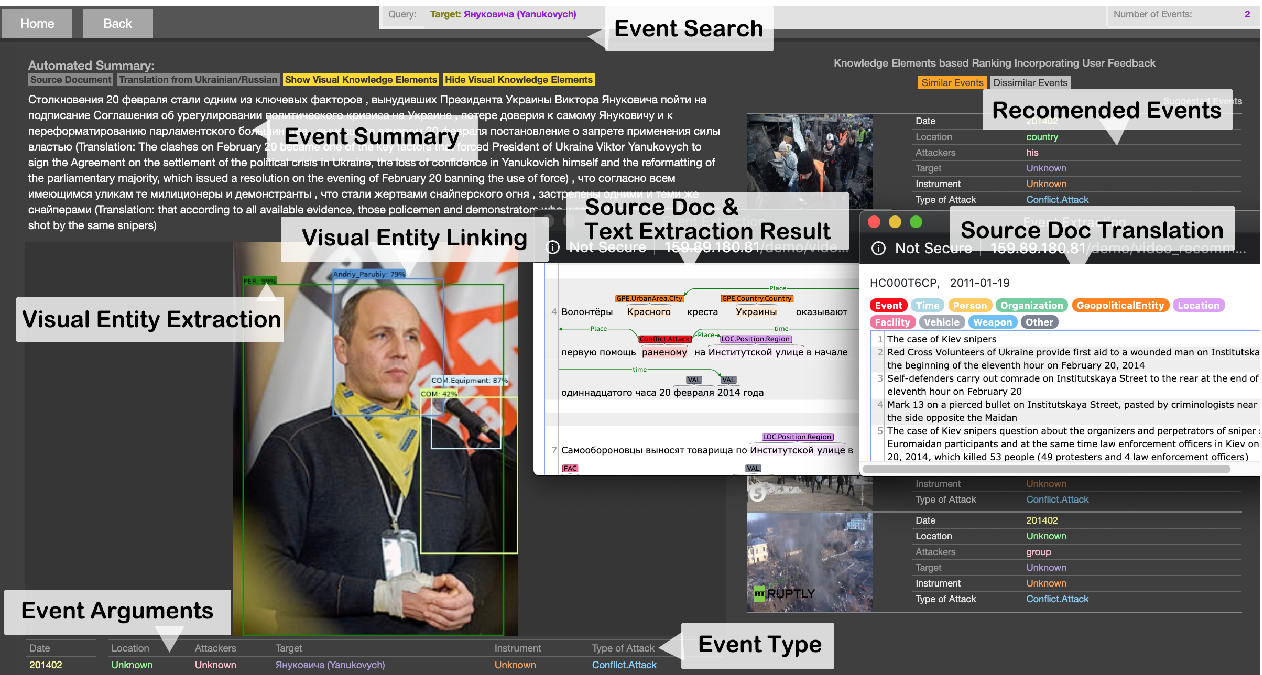 Home
Back
Query: Target: Януковича (Yanukovych)
Number of Events: 2
Event Search
Automated Summary:
Source Document Translation from Ukrainian/Russian Show Visual Knowledge Elements Hide Visual Knowledge Elements
Столкновения 20 февраля стали одним из ключевых факторов , вынудивших Президента Украины Виктора Януковича пойти на
подписание Соглашения об урегулировании политического кризиса на Украине , потере доверия к самому Януковичу и к
переформатированию парламентского февраля постановление о запрете применения силы
властью (Translation: The clashes on February 20 became one of the key factors that forced President of Ukraine Viktor Yanukovych to
sign the Agreement on the settlement of the political crisis in Ukraine, the loss of confidence in Yanukovich himself and the reformatting of
the parliamentary majority, which issued a resolution on the evening of February 20 banning the use of force) , что согласно всем
имеющимся уликам те милиционеры и демонстранты , что стали жертвами снайперского огня , застрелены одними и теми же
снайперами (Translation: that according to all available evidence, those policemen and demonstrators
shot by the same snipers)
Event Summary
Knowledge Elements based Ranking Incorporating User Feedback
Similar Events Dissimilar Events
Suggested Events
Recomended Events
Date 201402
Location country
Attackers his
Target Unknown
Instrument Unknown
Type of Attack Conflict.Attack
Visual Entity Linking
Visual Entity Extraction
PER: 99%
Andriy_Parubiy: 79%
COM.Equipment: 87%
COM: 42%
Source Doc &
Text Extraction Result
Not Secure 159.89.180.81/demo/vide...
Place
GPE.UrbanArea.City GPE.Country.Country
4 Волонтёры Красного креста Украины оказывают
Place Place time
Conflict.Attack LOC.Position.Region
первую помощь раненому на Институтской улице в начале
time
VAL VAL
одиннадцатого часа 20 февраля 2014 года
LOC.Position.Region
7 Самообороновцы выносят товарища по Институтской улице в
FAC VAL
Source Doc Translation
Not Secure 159.89.180.81/demo/video_recomm...
HC000T6CP, 2011-01-19
Event Time Person Organization GeopoliticalEntity Location
Facility Vehicle Weapon Other
1 The case of Kiev snipers
2 Red Cross Volunteers of Ukraine provide first aid to a wounded man on Institutska
the beginning of the eleventh hour on February 20, 2014
3 Self-defenders carry out comrade on Institutskaya Street to the rear at the end of
eleventh hour on February 20
4 Mark 13 on a pierced bullet on Institutskaya Street, pasted by criminologists near
the side opposite the Maidan
5 The case of Kiev snipers question about the organizers and perpetrators of sniper
Euromaidan participants and at the same time law enforcement officers in Kiev on
20, 2014, which killed 53 people (49 protesters and 4 law enforcement officers)
Instrument Unknown
Type of Attack Conflict.Attack
5
Date 201402
Location Unknown
Attackers group
Target Unknown
Instrument Unknown
Type of Attack Conflict.Attack
RT RUPTLY
Event Arguments
Event Type
Date Location Attackers Target Instrument Type of Attack
201402 Unknown Unknown Януковича (Yanukovych) Unknown Conflict.Attack